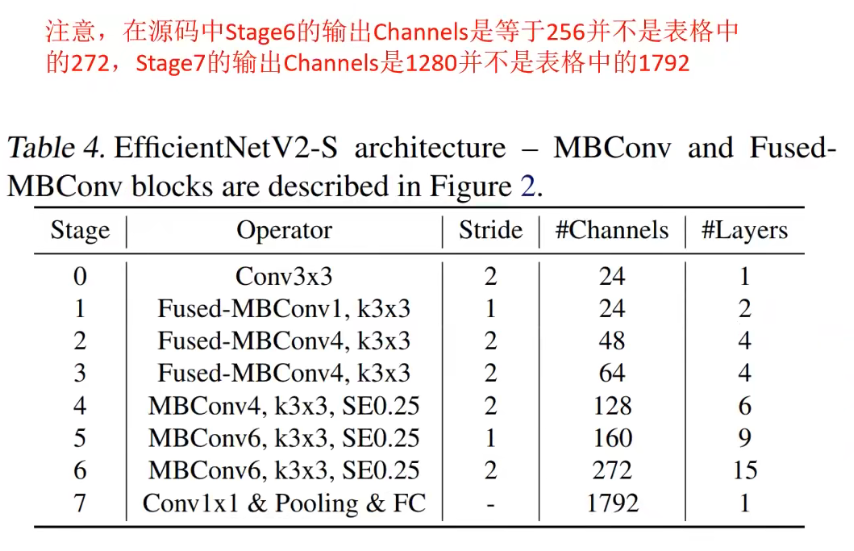 注意，在源码中Stage6的输出Channels是等于256并不是表格中
的272，Stage7的输出Channels是1280并不是表格中的1792
Table 4. EfficientNetV2-S architecture – MBConv and Fused-
MBConv blocks are described in Figure 2.
Stage Operator Stride #Channels #Layers
0 Conv3x3 2 24 1
1 Fused-MBConv1, k3x3 1 24 2
2 Fused-MBConv4, k3x3 2 48 4
3 Fused-MBConv4, k3x3 2 64 4
4 MBConv4, k3x3, SE0.25 2 128 6
5 MBConv6, k3x3, SE0.25 1 160 9
6 MBConv6, k3x3, SE0.25 2 272 15
7 Conv1x1 & Pooling & FC - 1792 1